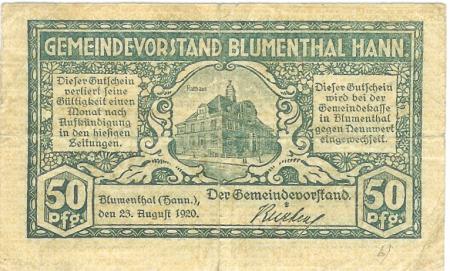 GEMEINDEVORSTAND BLUMENTHAL HANN.
Dieser Gutschein
verliert seine
Gültigkeit einen
Monat nach
Aufkündigung
in den hiesigen
Zeitungen.
Rathaus
Dieser Gutschein
wird bei der
Gemeindekasse
in Blumenthal
gegen Nennwert
eingewechselt.
50
Pfg.
Blumenthal (Hann.),
den 23. August 1920.
Der Gemeindevorstand.
50
Pfg.